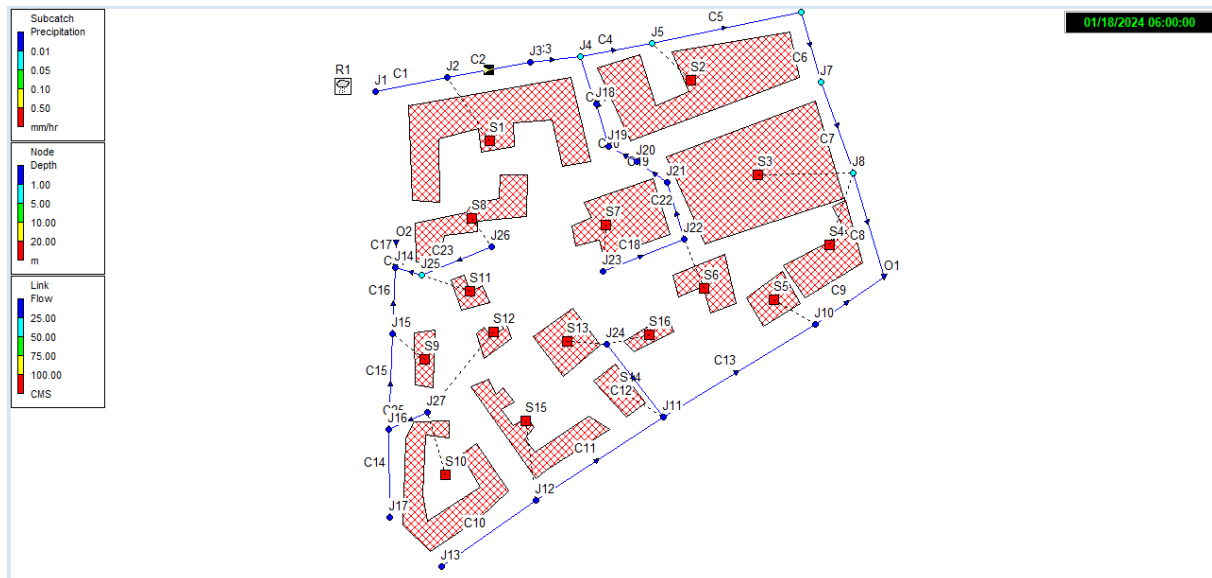 Subcatch
Precipitation
0.01
0.05
0.10
0.50
mm/hr
Node
Depth
1.00
5.00
10.00
20.00
m
Link
Flow
25.00
50.00
75.00
100.00
CMS
01/18/2024 06:00:00
R1
J1
C1
J2
C2
J3
J4
C4
J5
C5
C6
J7
C7
J8
C8
O1
C9
J10
C13
J11
C11
J12
C10
J13
S1
S2
S3
S4
S5
S6
S7
S8
S9
S10
S11
S12
S13
S14
S15
S16
J18
J19
J20
C19
J21
C22
J22
C18
J23
J24
C12
O2
C17
J14
J25
C23
J26
C16
J15
C15
J16
J27
C14
J17